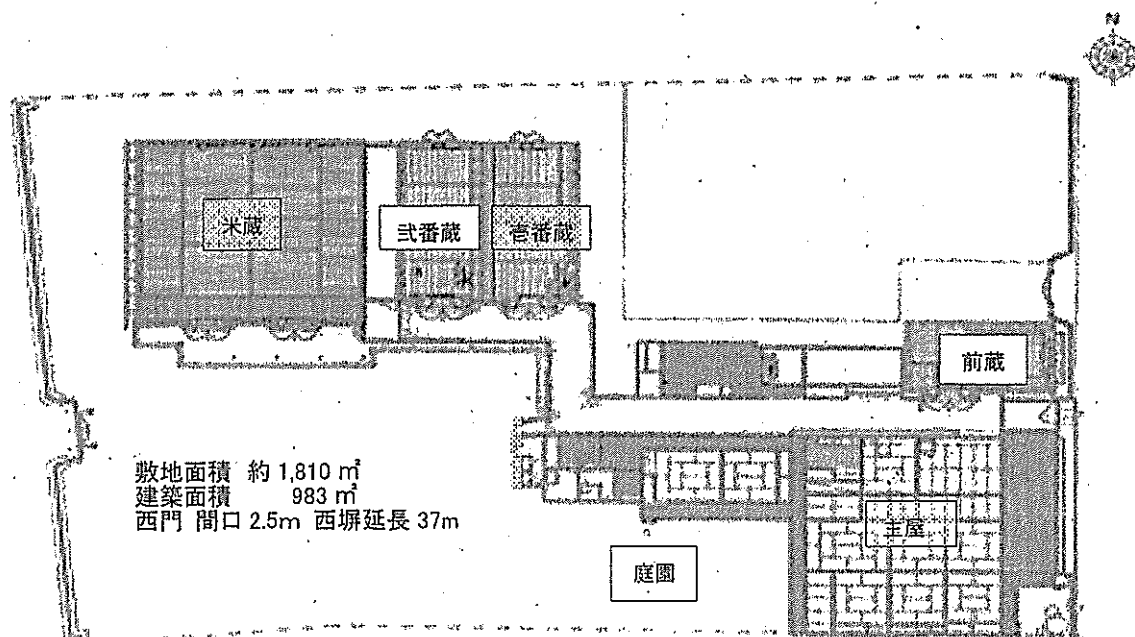 N
米蔵
弐番蔵
壱番蔵
前蔵
敷地面積 約 1,810 ㎡
建築面積 983 ㎡
西門 間口 2.5m 西塀延長 37m
主屋
庭園